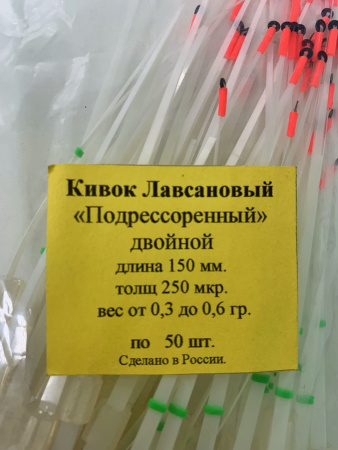 Кивок Лавсановый
«Подрессоренный»
двойной
длина 150 мм.
толщ 250 мкр.
вес от 0,3 до 0,6 гр.
по 50 шт.
Сделано в России.